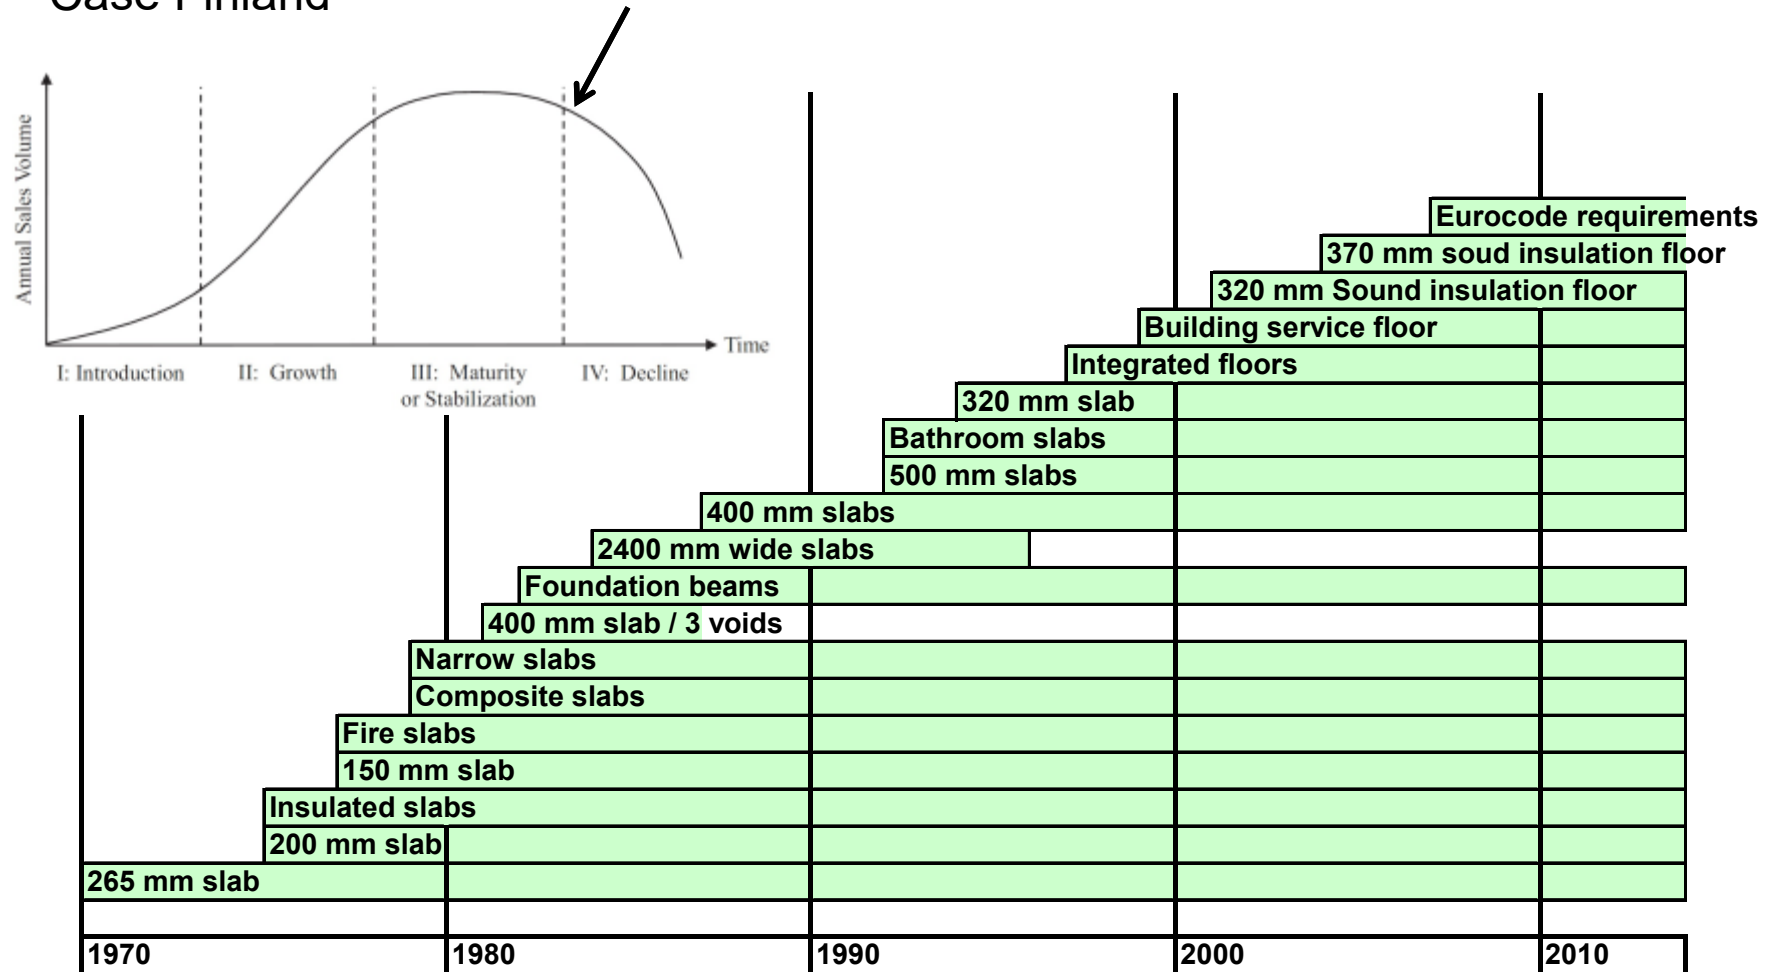 Case Finland
Annual Sales Volume
Time
I: Introduction
II: Growth
III: Maturity
or Stabilization
IV: Decline
Eurocode requirements
370 mm soud insulation floor
320 mm Sound insulation floor
Building service floor
Integrated floors
320 mm slab
Bathroom slabs
500 mm slabs
400 mm slabs
2400 mm wide slabs
Foundation beams
400 mm slab / 3 voids
Narrow slabs
Composite slabs
Fire slabs
150 mm slab
Insulated slabs
200 mm slab
265 mm slab
1970
1980
1990
2000
2010